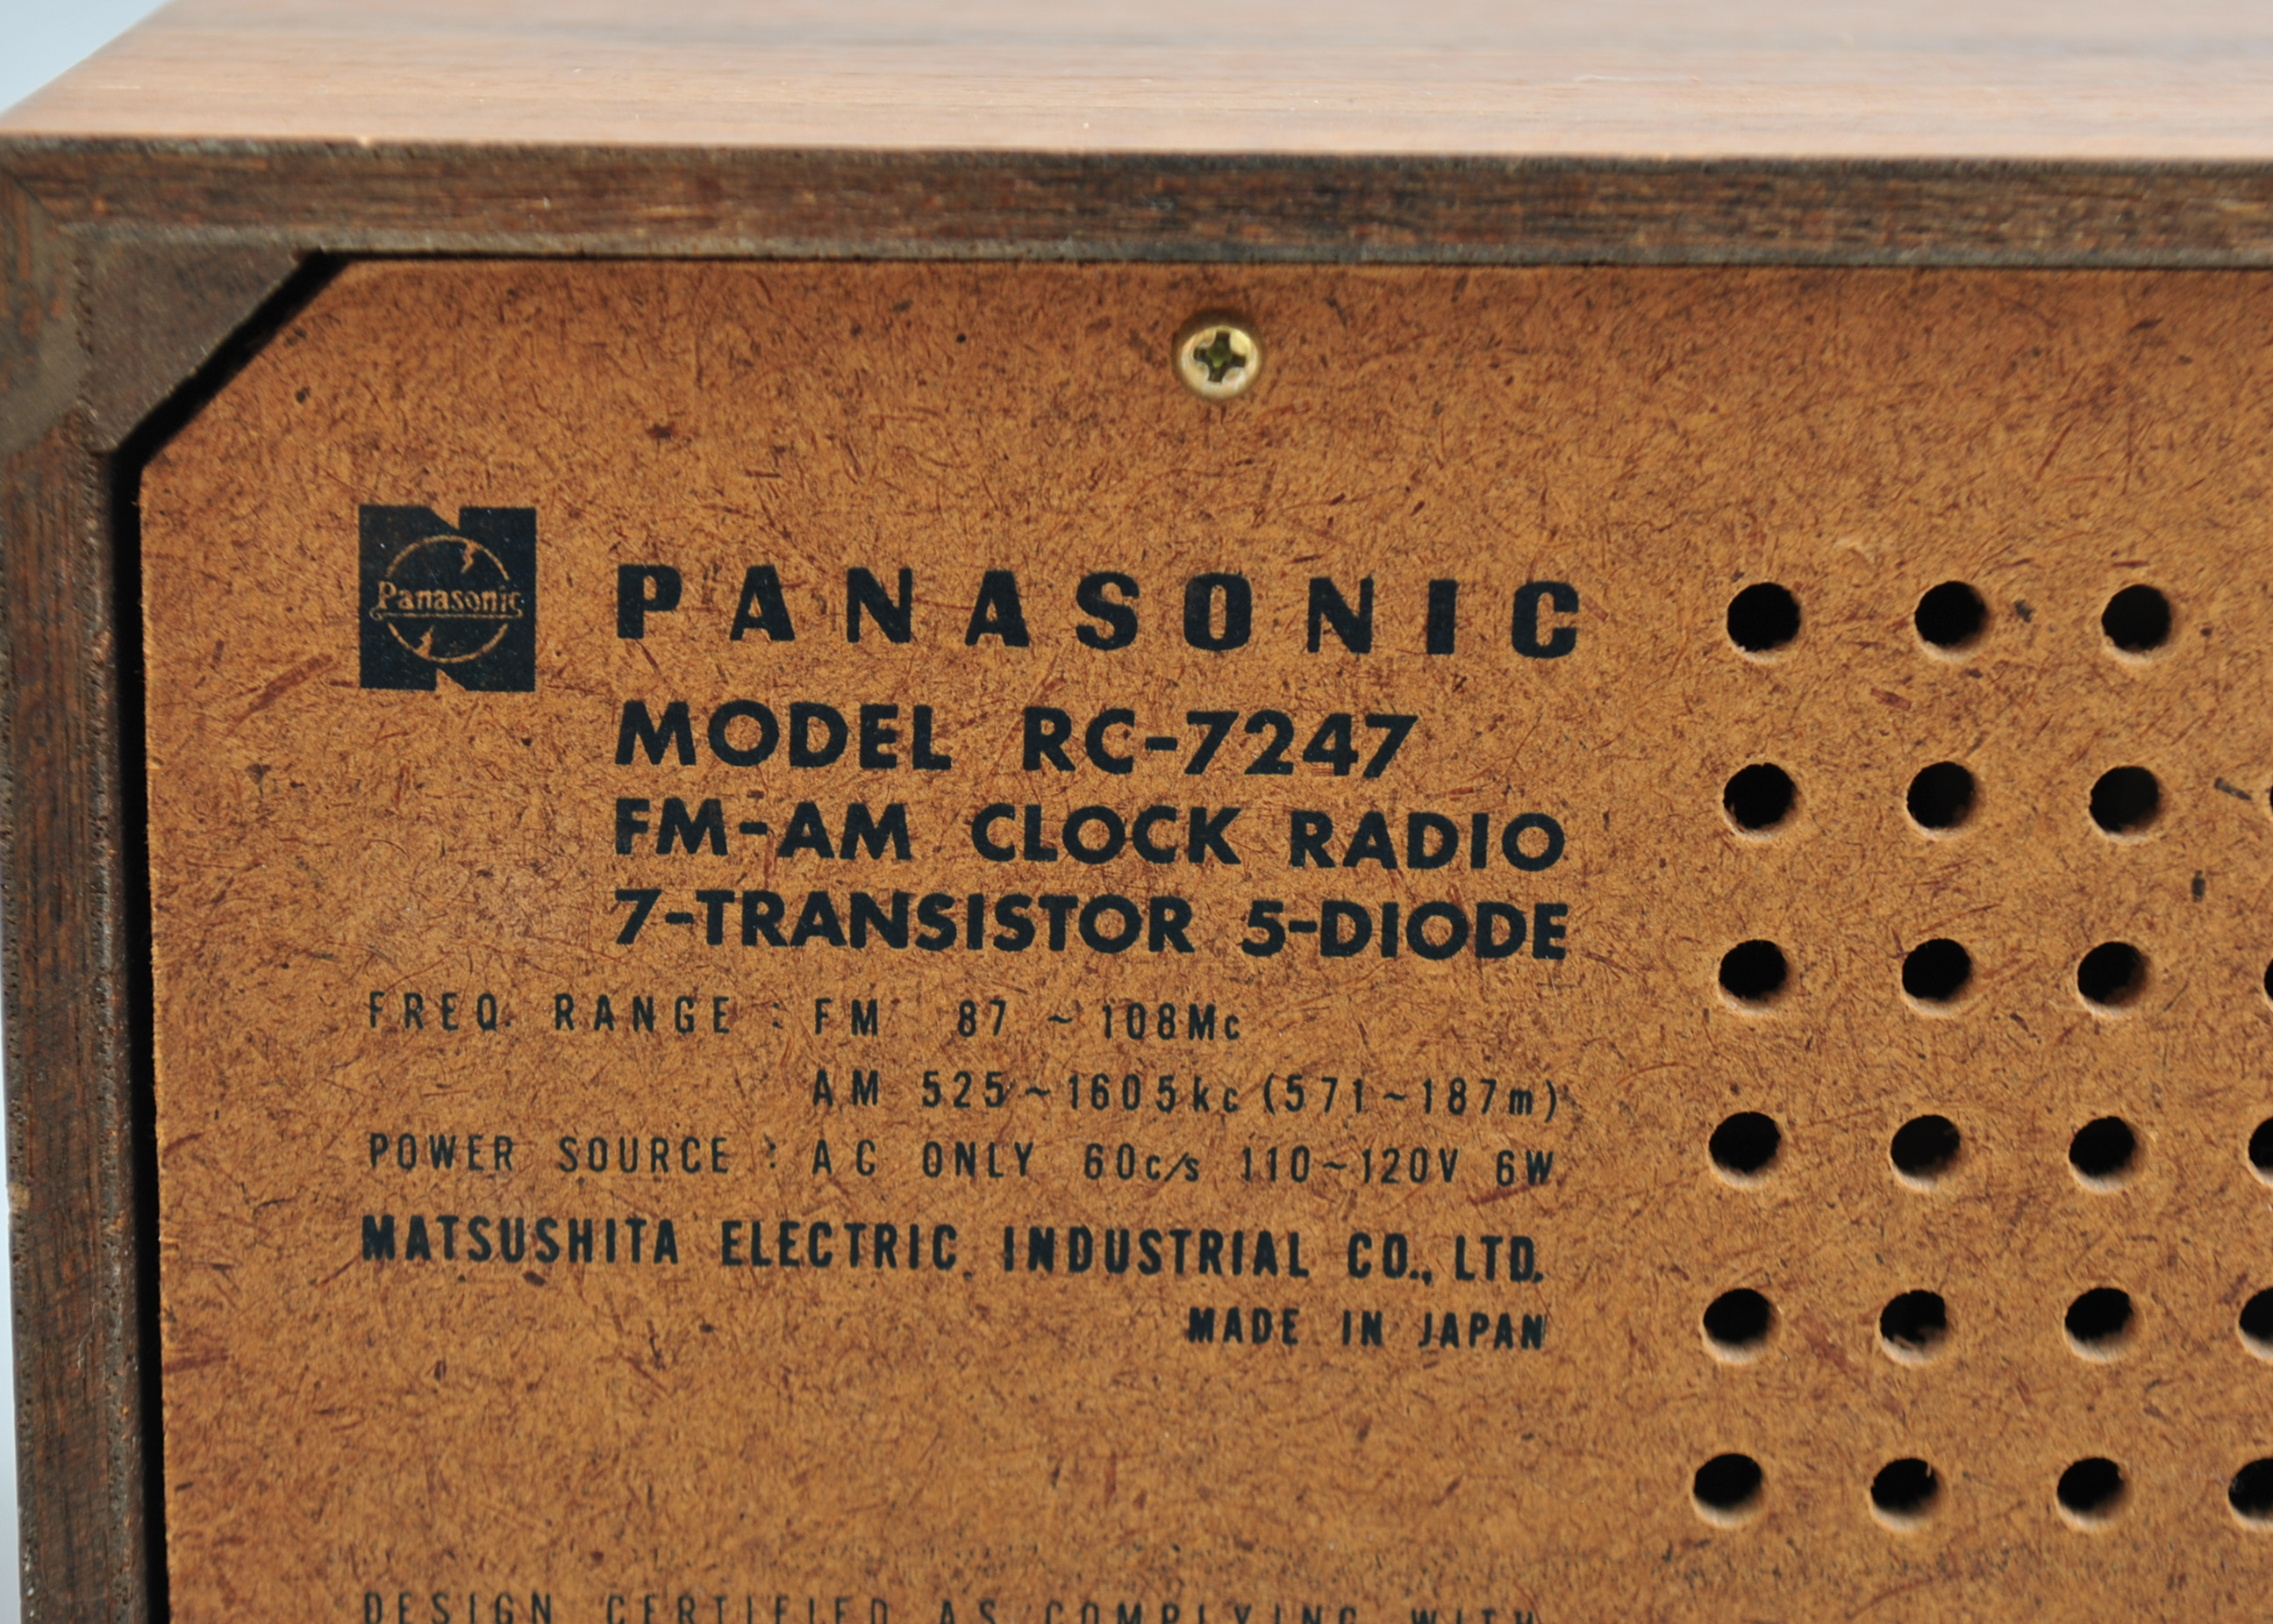 Panasonic
PANASONIC
MODEL RC-7247
FM-AM CLOCK RADIO
7-TRANSISTOR 5-DIODE
FREQ. RANGE : FM 87 ~ 108Mc
AM 525~1605kc (571~187m)
POWER SOURCE : AC ONLY 60c/s 110~120V 6W
MATSUSHITA ELECTRIC INDUSTRIAL CO., LTD.
MADE IN JAPAN
DESIGN CERTIFIED AS COMPLYING WITH